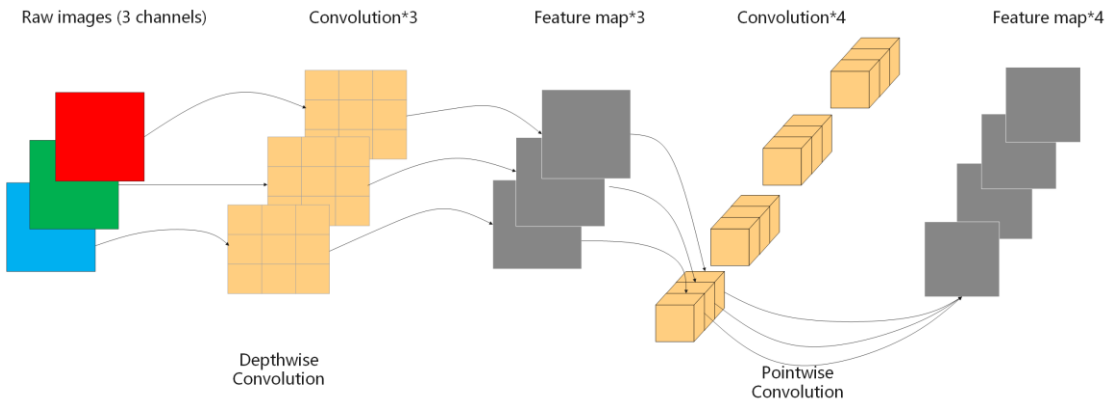 Raw images (3 channels)
Convolution*3
Feature map*3
Convolution*4
Feature map*4
Depthwise
Convolution
Pointwise
Convolution